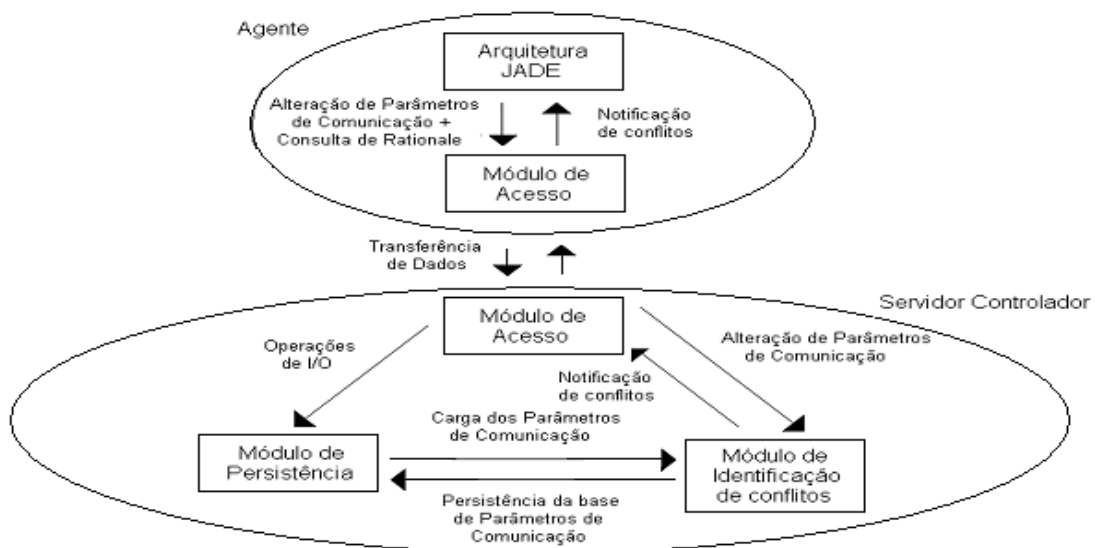 Agente
Arquitetura
JADE
Alteração de Parâmetros
de Comunicação +
Consulta de Rationale
Notificação
de conflitos
Módulo de
Acesso
Transferência
de Dados
Servidor Controlador
Módulo de
Acesso
Operações
de I/O
Alteração de Parâmetros
de Comunicação
Notificação
de conflitos
Carga dos Parâmetros
de Comunicação
Módulo de
Persistência
Módulo de
Identificação
de conflitos
Persistência da base
de Parâmetros de
Comunicação